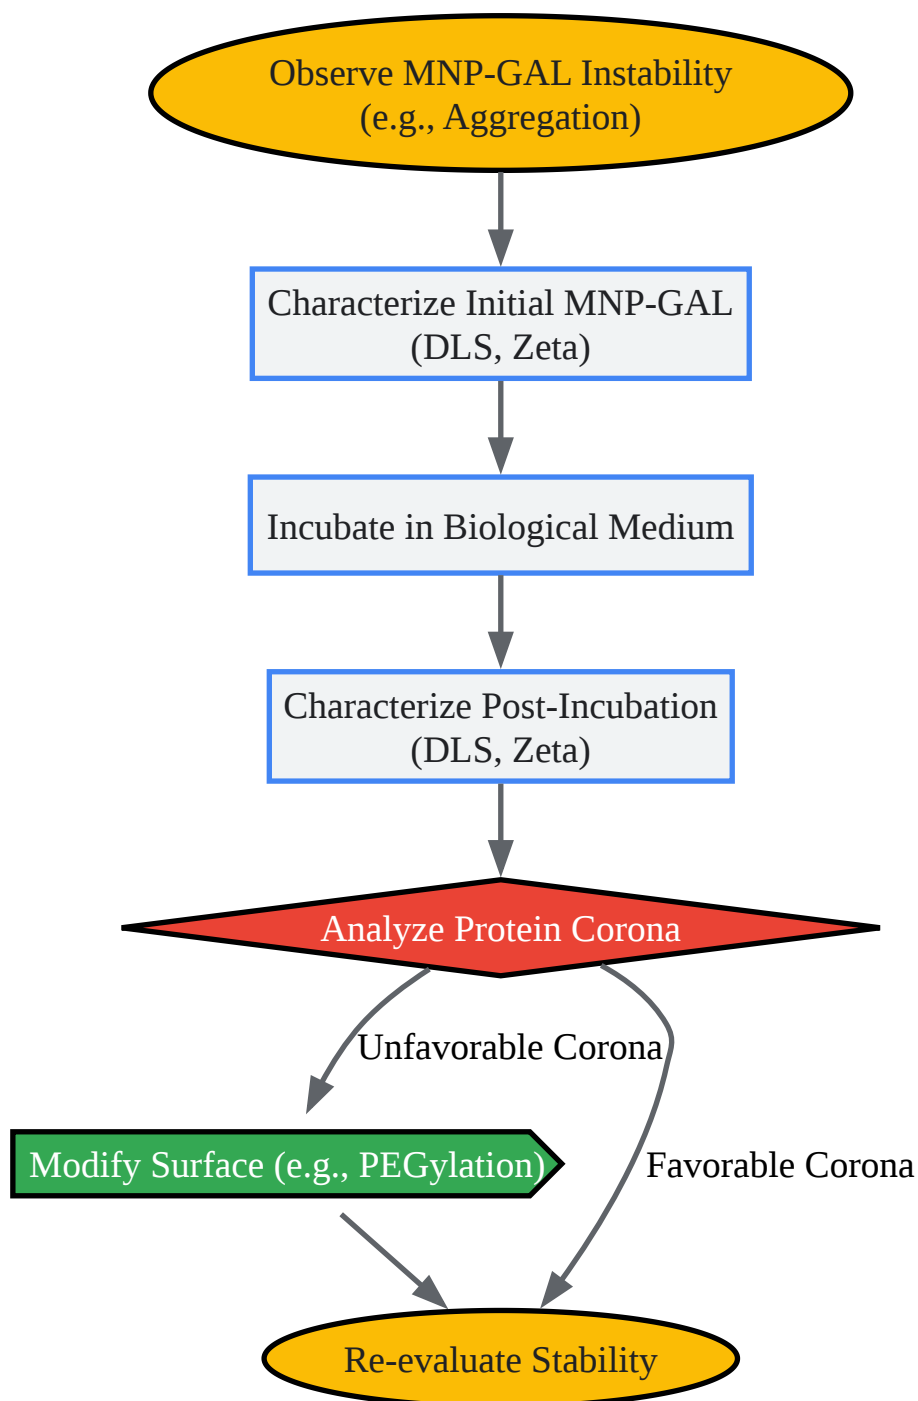 Observe MNP-GAL Instability
(e.g., Aggregation)
Characterize Initial MNP-GAL
(DLS, Zeta)
Incubate in Biological Medium
Characterize Post-Incubation
(DLS, Zeta)
Analyze Protein Corona
Unfavorable Corona
Modify Surface (e.g., PEGylation)
Favorable Corona
Re-evaluate Stability